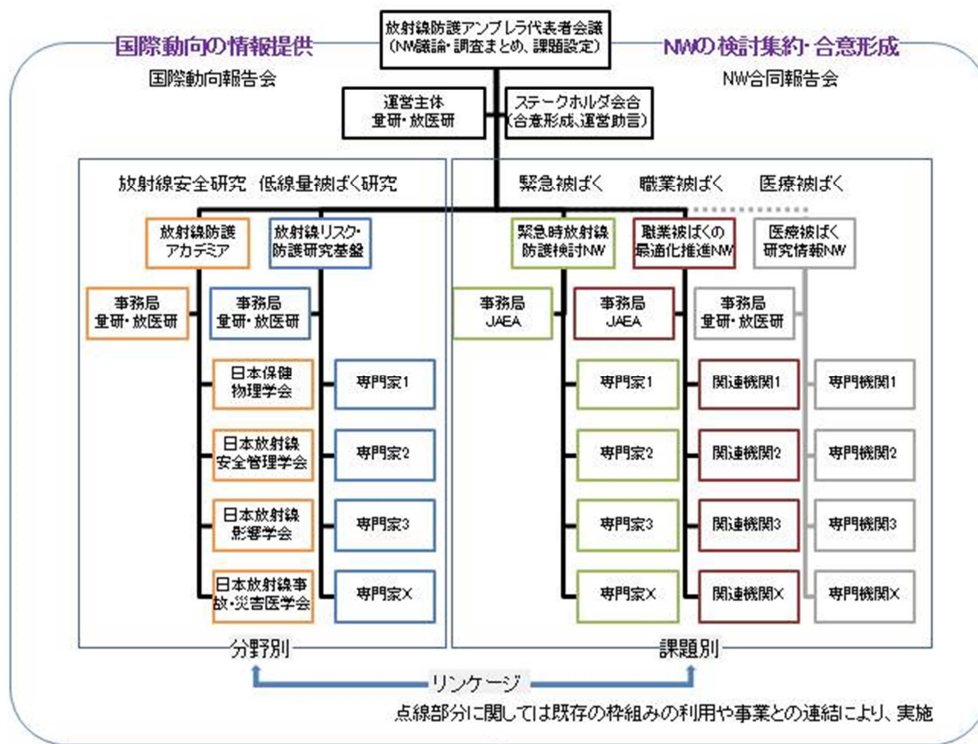 放射線防護アンブレラ代表者会議
(NW議論・調査まとめ、課題設定)
国際動向の情報提供
NWの検討集約・合意形成
国際動向報告会
NW合同報告会
運営主体
量研・放医研
ステークホルダ会合
(合意形成、運営助言)
放射線安全研究
低線量被ばく研究
緊急被ばく
職業被ばく
医療被ばく
放射線防護
アカデミア
放射線リスク・
防護研究基盤
緊急時放射線
防護検討NW
職業被ばくの
最適化推進NW
医療被ばく
研究情報NW
事務局
量研・放医研
事務局
量研・放医研
事務局
JAEA
事務局
JAEA
事務局
量研・放医研
日本保健
物理学会
専門家1
専門家1
関連機関1
専門機関1
日本放射線
安全管理学会
専門家2
専門家2
関連機関2
専門機関2
日本放射線
影響学会
専門家3
専門家3
関連機関3
専門機関3
日本放射線事
故・災害医学会
専門家X
専門家X
関連機関X
専門機関X
分野別
課題別
リンケージ
点線部分に関しては既存の枠組みの利用や事業との連結により、実施